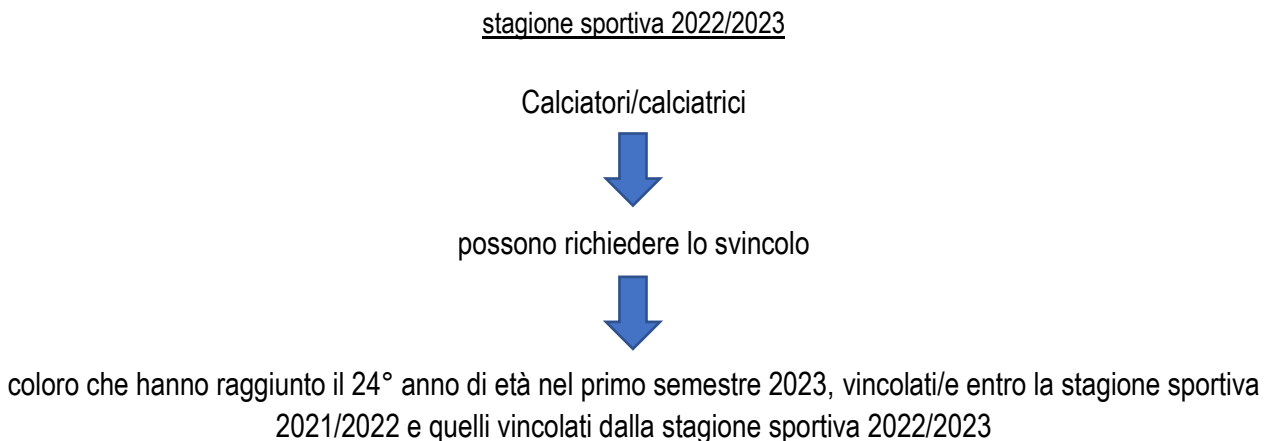 stagione sportiva 2022/2023
Calciatori/calciatrici
possono richiedere lo svincolo
coloro che hanno raggiunto il 24° anno di età nel primo semestre 2023, vincolati/e entro la stagione sportiva
2021/2022 e quelli vincolati dalla stagione sportiva 2022/2023